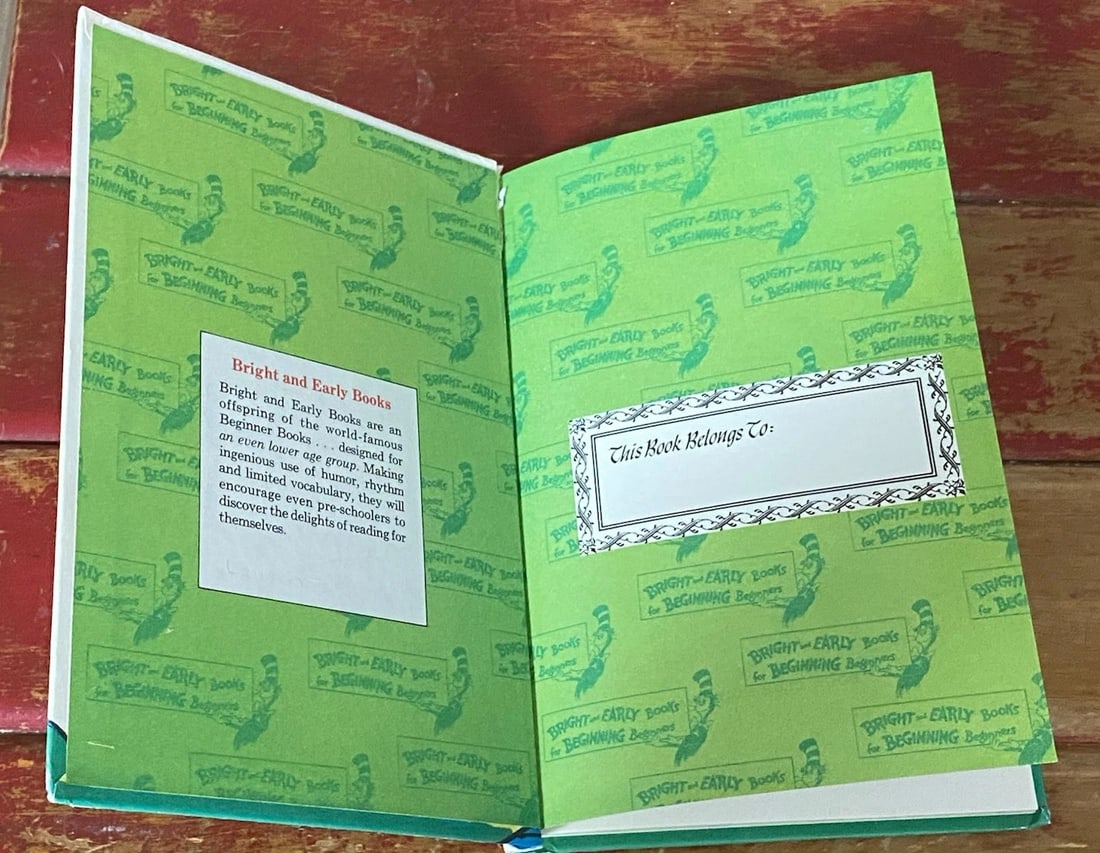 Bright and Early Books
Bright and Early Books are an
offspring of the world-famous
Beginner Books . . . designed for
an even lower age group. Making
ingenious use of humor, rhythm
and limited vocabulary, they will
encourage even pre-schoolers to
discover the delights of reading for
themselves.
This Book Belongs To:
BRIGHT and EARLY BOOKS
for BEGINNING Beginners